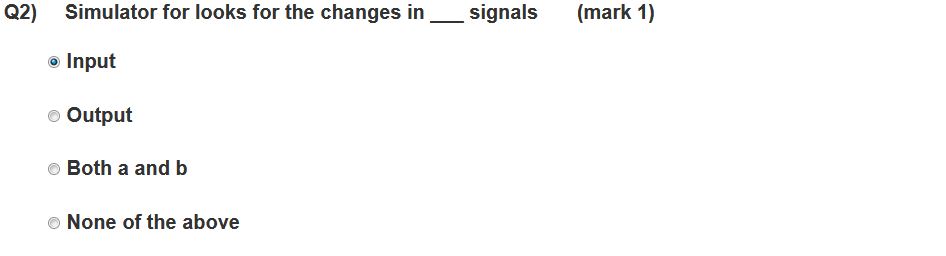 Q2) Simulator for looks for the changes in ___ signals (mark 1)
Input
Output
Both a and b
None of the above